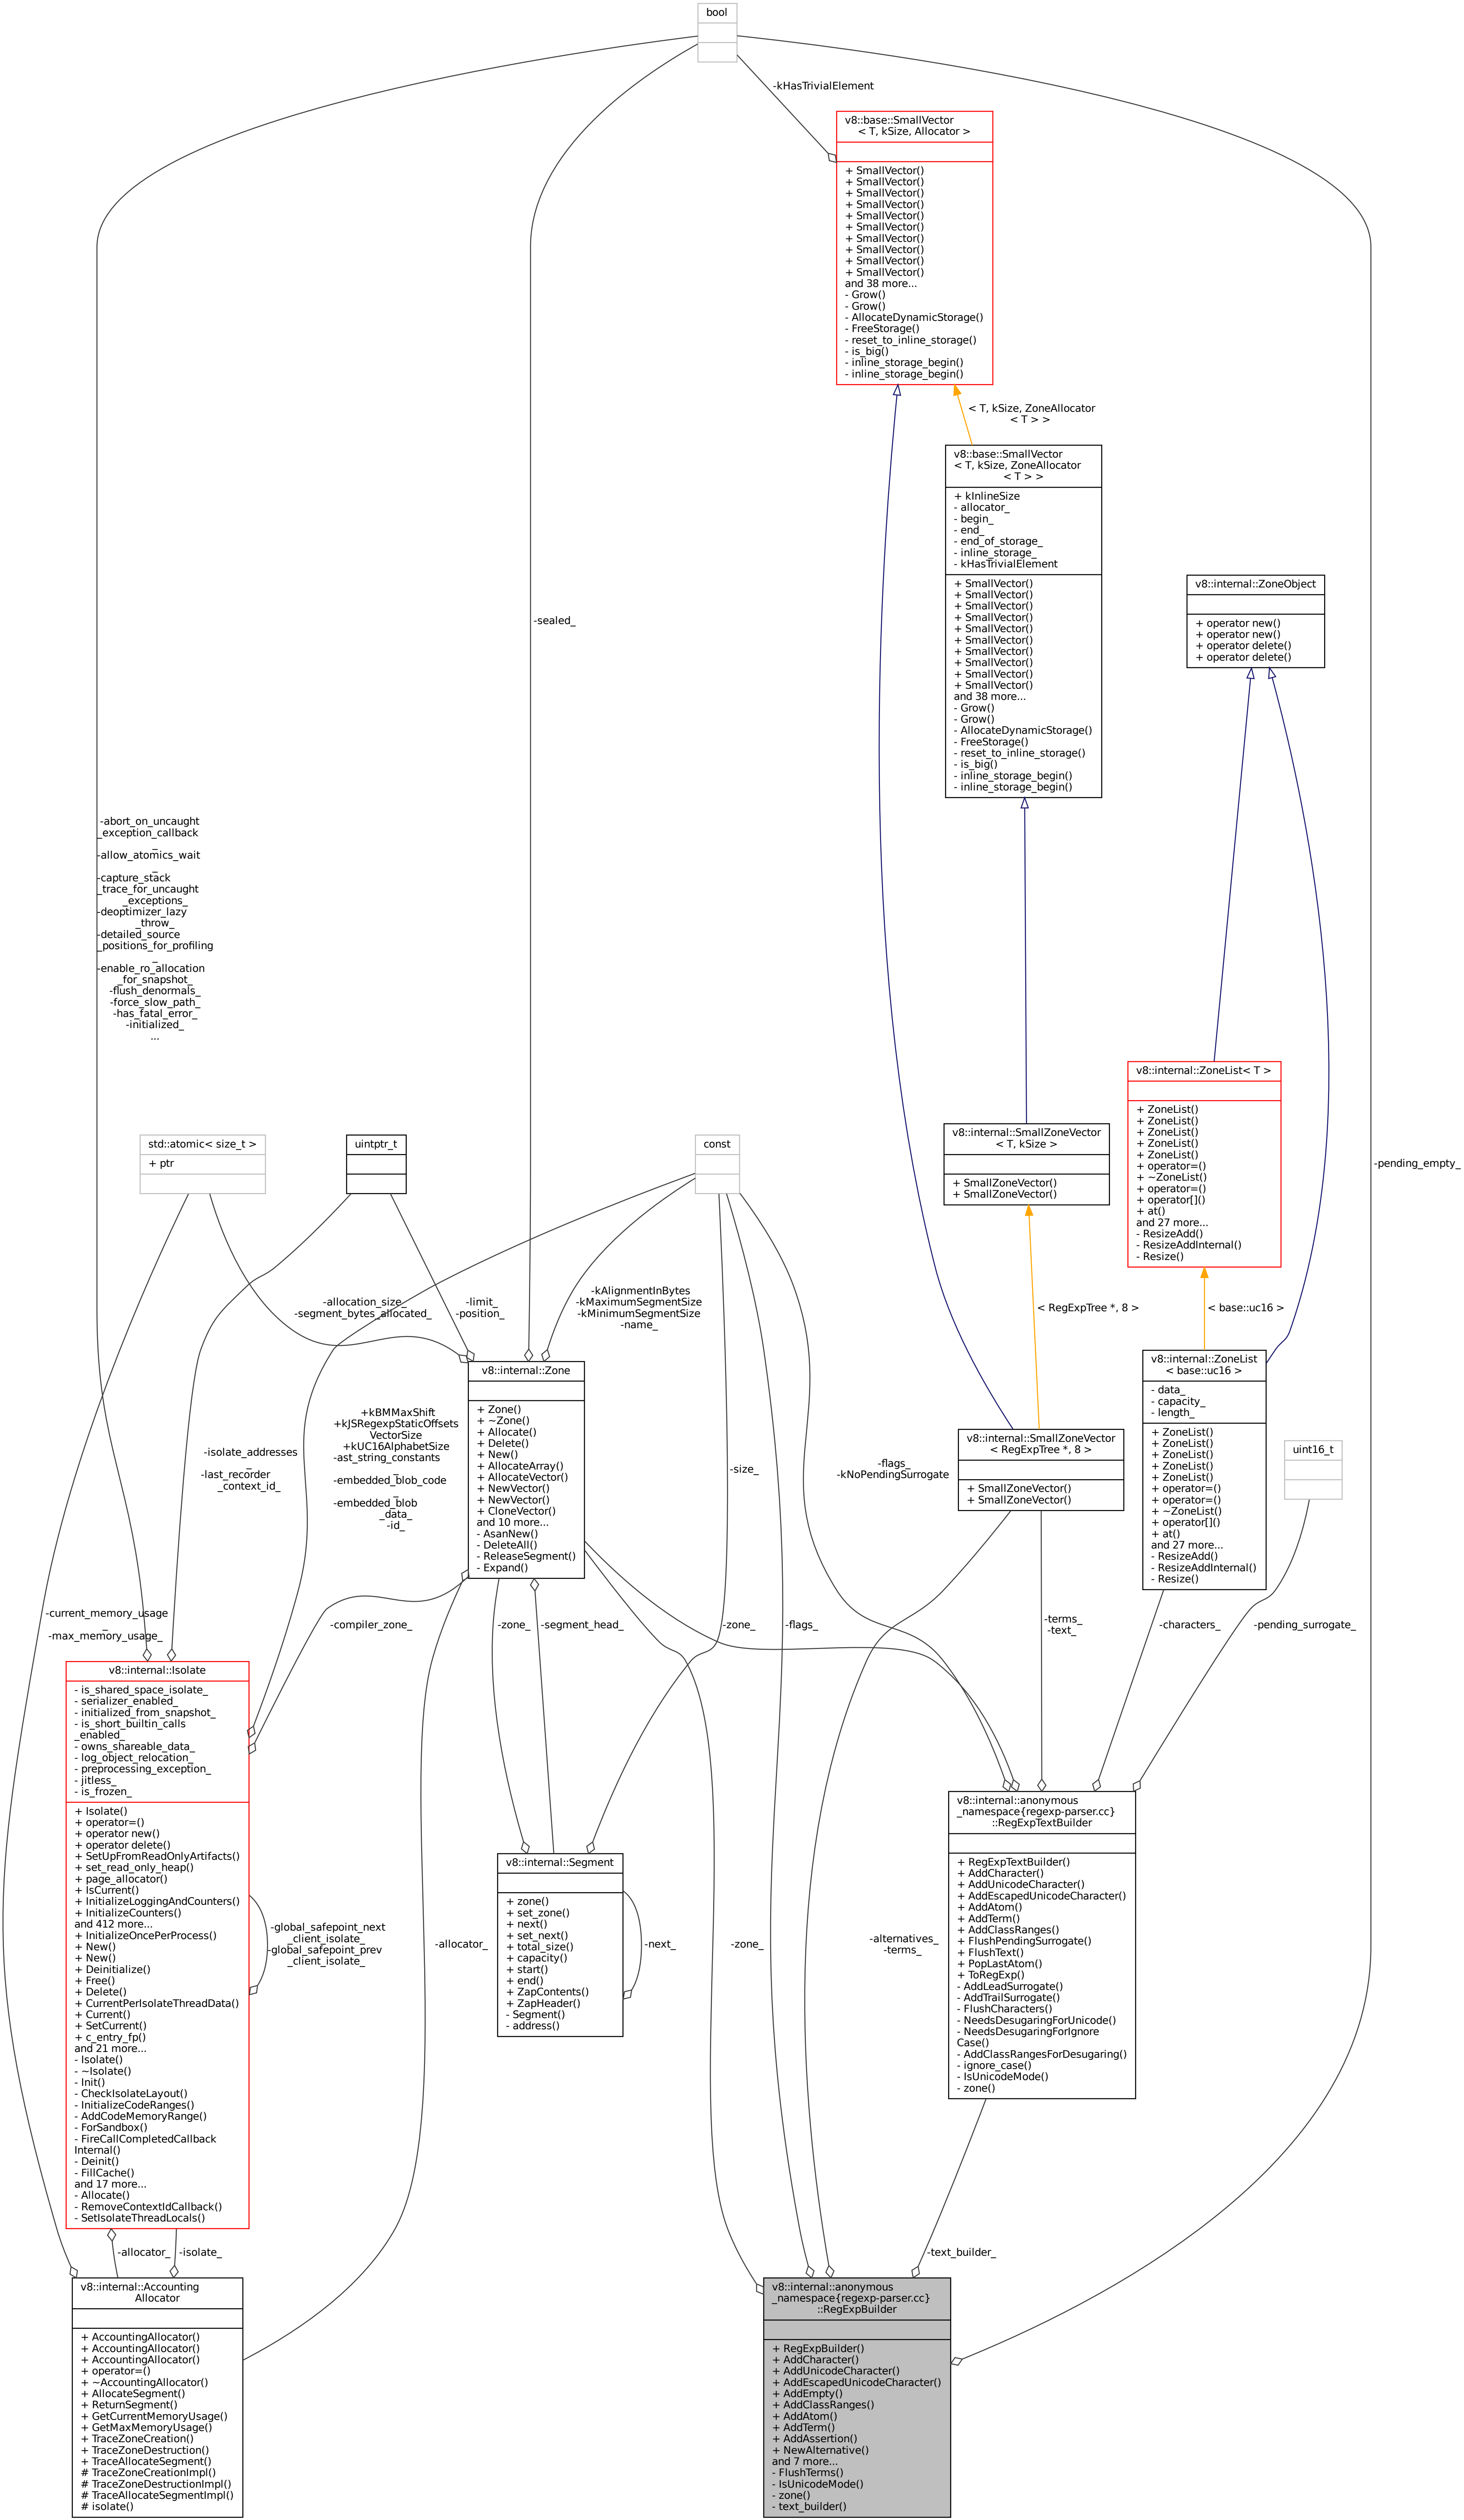 bool
-kHasTrivialElement
v8::base::SmallVector
< T, kSize, Allocator >
+ SmallVector()
+ SmallVector()
+ SmallVector()
+ SmallVector()
+ SmallVector()
+ SmallVector()
+ SmallVector()
+ SmallVector()
+ SmallVector()
+ SmallVector()
and 38 more...
- Grow()
- Grow()
- AllocateDynamicStorage()
- FreeStorage()
- reset_to_inline_storage()
- is_big()
- inline_storage_begin()
- inline_storage_begin()
< T, kSize, ZoneAllocator
< T > >
v8::base::SmallVector
< T, kSize, ZoneAllocator
< T > >
+ kInlineSize
- allocator_
- begin_
- end_
- end_of_storage_
- inline_storage_
- kHasTrivialElement
+ SmallVector()
+ SmallVector()
+ SmallVector()
+ SmallVector()
+ SmallVector()
+ SmallVector()
+ SmallVector()
+ SmallVector()
+ SmallVector()
+ SmallVector()
and 38 more...
- Grow()
- Grow()
- AllocateDynamicStorage()
- FreeStorage()
- reset_to_inline_storage()
- is_big()
- inline_storage_begin()
- inline_storage_begin()
v8::internal::ZoneObject
+ operator new()
+ operator new()
+ operator delete()
+ operator delete()
-sealed_
-abort_on_uncaught
_exception_callback
_
-allow_atomics_wait
_
-capture_stack
_trace_for_uncaught
_exceptions_
-deoptimizer_lazy
_throw_
-detailed_source
_positions_for_profiling
_
-enable_ro_allocation
_for_snapshot_
-flush_denormals_
-force_slow_path_
-has_fatal_error_
-initialized_
...
v8::internal::ZoneList< T >
+ ZoneList()
+ ZoneList()
+ ZoneList()
+ ZoneList()
+ ZoneList()
+ operator=()
+ ~ZoneList()
+ operator=()
+ operator[]()
+ at()
and 27 more...
- ResizeAdd()
- ResizeAddInternal()
- Resize()
-pending_empty_
std::atomic< size_t >
+ ptr
uintptr_t
const
v8::internal::SmallZoneVector
< T, kSize >
+ SmallZoneVector()
+ SmallZoneVector()
-allocation_size_
-segment_bytes_allocated_
-limit_
-position_
-kAlignmentInBytes
-kMaximumSegmentSize
-kMinimumSegmentSize
-name_
< RegExpTree *, 8 >
< base::uc16 >
v8::internal::Zone
+ Zone()
+ ~Zone()
+ Allocate()
+ Delete()
+ New()
+ AllocateArray()
+ AllocateVector()
+ NewVector()
+ NewVector()
+ CloneVector()
and 10 more...
- AsanNew()
- DeleteAll()
- ReleaseSegment()
- Expand()
v8::internal::ZoneList
< base::uc16 >
- data_
- capacity_
- length_
+ ZoneList()
+ ZoneList()
+ ZoneList()
+ ZoneList()
+ ZoneList()
+ operator=()
+ operator=()
+ ~ZoneList()
+ operator[]()
+ at()
and 27 more...
- ResizeAdd()
- ResizeAddInternal()
- Resize()
-isolate_addresses
_
-last_recorder
_context_id_
+kBMMaxShift
+kJSRegexpStaticOffsets
VectorSize
+kUC16AlphabetSize
-ast_string_constants
_
-embedded_blob_code
_
-embedded_blob
_data_
-id_
-size_
-flags_
-kNoPendingSurrogate
v8::internal::SmallZoneVector
< RegExpTree *, 8 >
+ SmallZoneVector()
+ SmallZoneVector()
uint16_t
-current_memory_usage
_
-max_memory_usage_
-compiler_zone_
-zone_
-segment_head_
-zone_
-flags_
-terms_
-text_
-characters_
-pending_surrogate_
v8::internal::Isolate
- is_shared_space_isolate_
- serializer_enabled_
- initialized_from_snapshot_
- is_short_builtin_calls
_enabled_
- owns_shareable_data_
- log_object_relocation_
- preprocessing_exception_
- jitless_
- is_frozen_
+ Isolate()
+ operator=()
+ operator new()
+ operator delete()
+ SetUpFromReadOnlyArtifacts()
+ set_read_only_heap()
+ page_allocator()
+ IsCurrent()
+ InitializeLoggingAndCounters()
+ InitializeCounters()
and 412 more...
+ InitializeOncePerProcess()
+ New()
+ New()
+ Deinitialize()
+ Free()
+ Delete()
+ CurrentPerIsolateThreadData()
+ Current()
+ SetCurrent()
+ c_entry_fp()
and 21 more...
- Isolate()
- ~Isolate()
- Init()
- CheckIsolateLayout()
- InitializeCodeRanges()
- AddCodeMemoryRange()
- ForSandbox()
- FireCallCompletedCallback
Internal()
- Deinit()
- FillCache()
and 17 more...
- Allocate()
- RemoveContextIdCallback()
- SetIsolateThreadLocals()
-global_safepoint_next
_client_isolate_
-global_safepoint_prev
_client_isolate_
-allocator_
v8::internal::Segment
+ zone()
+ set_zone()
+ next()
+ set_next()
+ total_size()
+ capacity()
+ start()
+ end()
+ ZapContents()
+ ZapHeader()
- Segment()
- address()
-next_
-zone_
-alternatives_
-terms_
v8::internal::anonymous
_namespace{regexp-parser.cc}
::RegExpTextBuilder
+ RegExpTextBuilder()
+ AddCharacter()
+ AddUnicodeCharacter()
+ AddEscapedUnicodeCharacter()
+ AddAtom()
+ AddTerm()
+ AddClassRanges()
+ FlushPendingSurrogate()
+ FlushText()
+ PopLastAtom()
+ ToRegExp()
- AddLeadSurrogate()
- AddTrailSurrogate()
- FlushCharacters()
- NeedsDesugaringForUnicode()
- NeedsDesugaringForIgnore
Case()
- AddClassRangesForDesugaring()
- ignore_case()
- IsUnicodeMode()
- zone()
-allocator_
-isolate_
-text_builder_
v8::internal::Accounting
Allocator
+ AccountingAllocator()
+ AccountingAllocator()
+ AccountingAllocator()
+ operator=()
+ ~AccountingAllocator()
+ AllocateSegment()
+ ReturnSegment()
+ GetCurrentMemoryUsage()
+ GetMaxMemoryUsage()
+ TraceZoneCreation()
+ TraceZoneDestruction()
+ TraceAllocateSegment()
# TraceZoneCreationImpl()
# TraceZoneDestructionImpl()
# TraceAllocateSegmentImpl()
# isolate()
v8::internal::anonymous
_namespace{regexp-parser.cc}
::RegExpBuilder
+ RegExpBuilder()
+ AddCharacter()
+ AddUnicodeCharacter()
+ AddEscapedUnicodeCharacter()
+ AddEmpty()
+ AddClassRanges()
+ AddAtom()
+ AddTerm()
+ AddAssertion()
+ NewAlternative()
and 7 more...
- FlushTerms()
- IsUnicodeMode()
- zone()
- text_builder()